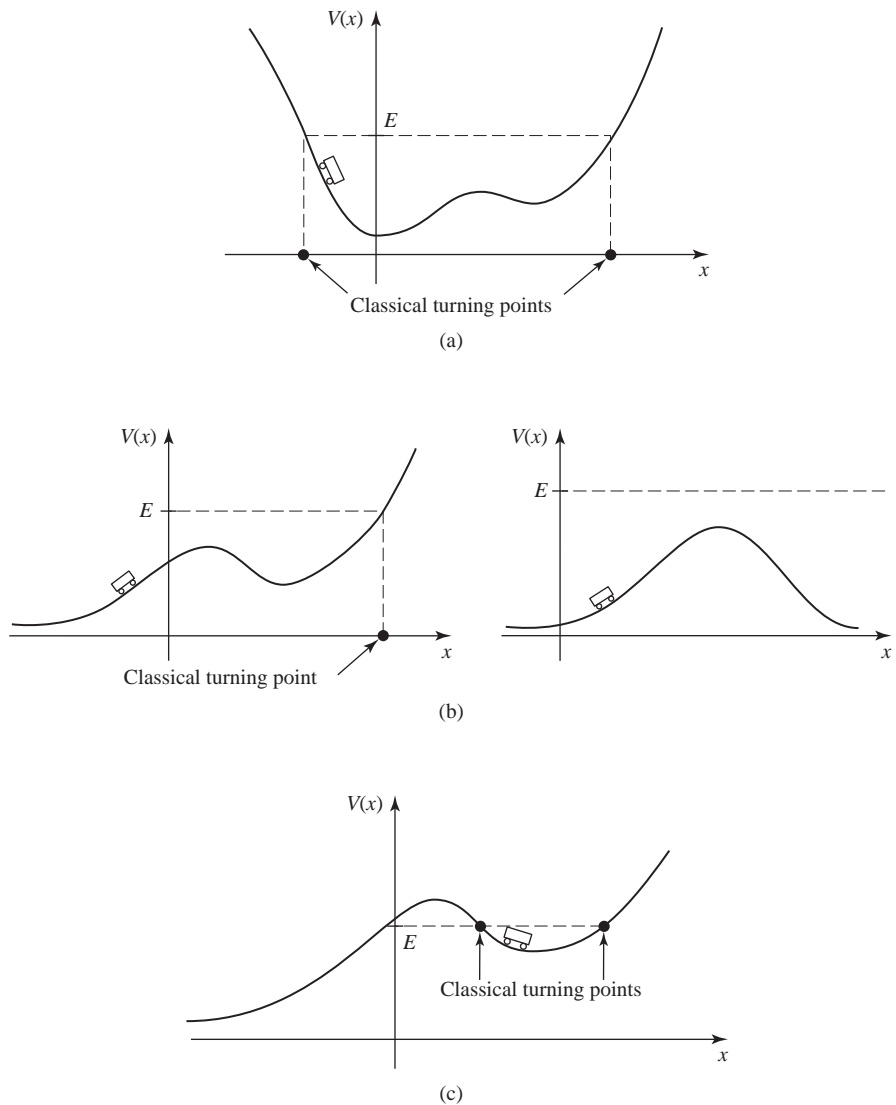 V(x)
E
x
Classical turning points
(a)
V(x)
E
x
Classical turning point
V(x)
E
x
(b)
V(x)
E
Classical turning points
x
(c)